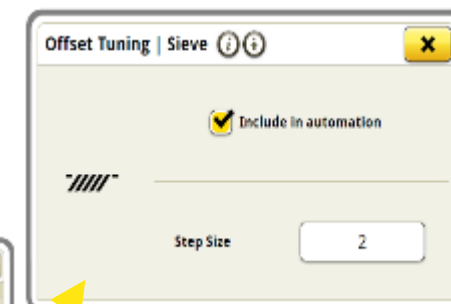 Offset Tuning | Sieve
Include in automation
Step Size 2